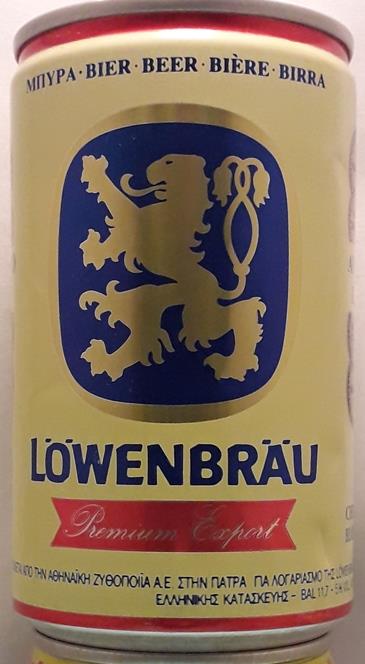 ΜΠΥΡΑ · BIER · BEER · BIÈRE · BIRRA
LÖWENBRÄU
Premium Export
ΑΠΟ ΤΗΝ ΑΘΗΝΑΪΚΗ ΖΥΘΟΠΟΙΪΑ Α.Ε. ΣΤΗΝ ΠΑΤΡΑ ΓΙΑ ΛΟΓΑΡΙΑΣΜΟ ΤΗΣ
ΕΛΛΗΝΙΚΗΣ ΚΑΤΑΣΚΕΥΗΣ – BAL 11,7 –